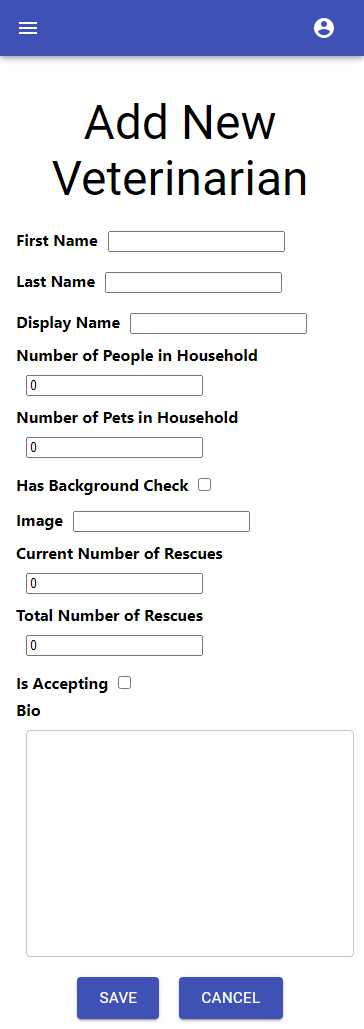 Add New
Veterinarian
First Name
Last Name
Display Name
Number of People in Household
0
Number of Pets in Household
0
Has Background Check
Image
Current Number of Rescues
0
Total Number of Rescues
0
Is Accepting
Bio
SAVE CANCEL